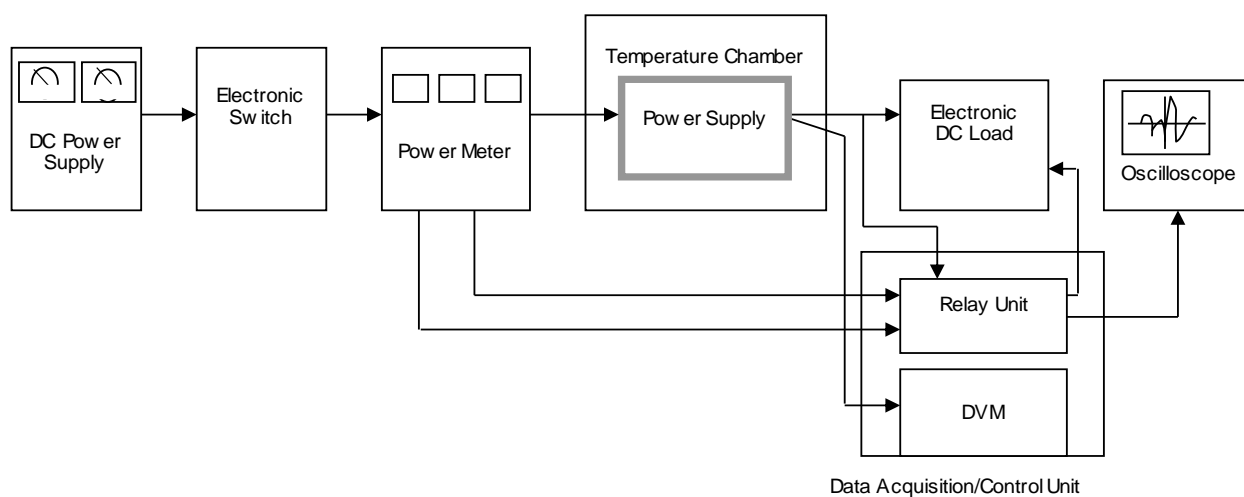 DC Power
Supply
Electronic
Switch
Power Meter
Temperature Chamber
Power Supply
Electronic
DC Load
Oscilloscope
Relay Unit
DVM
Data Acquisition/Control Unit